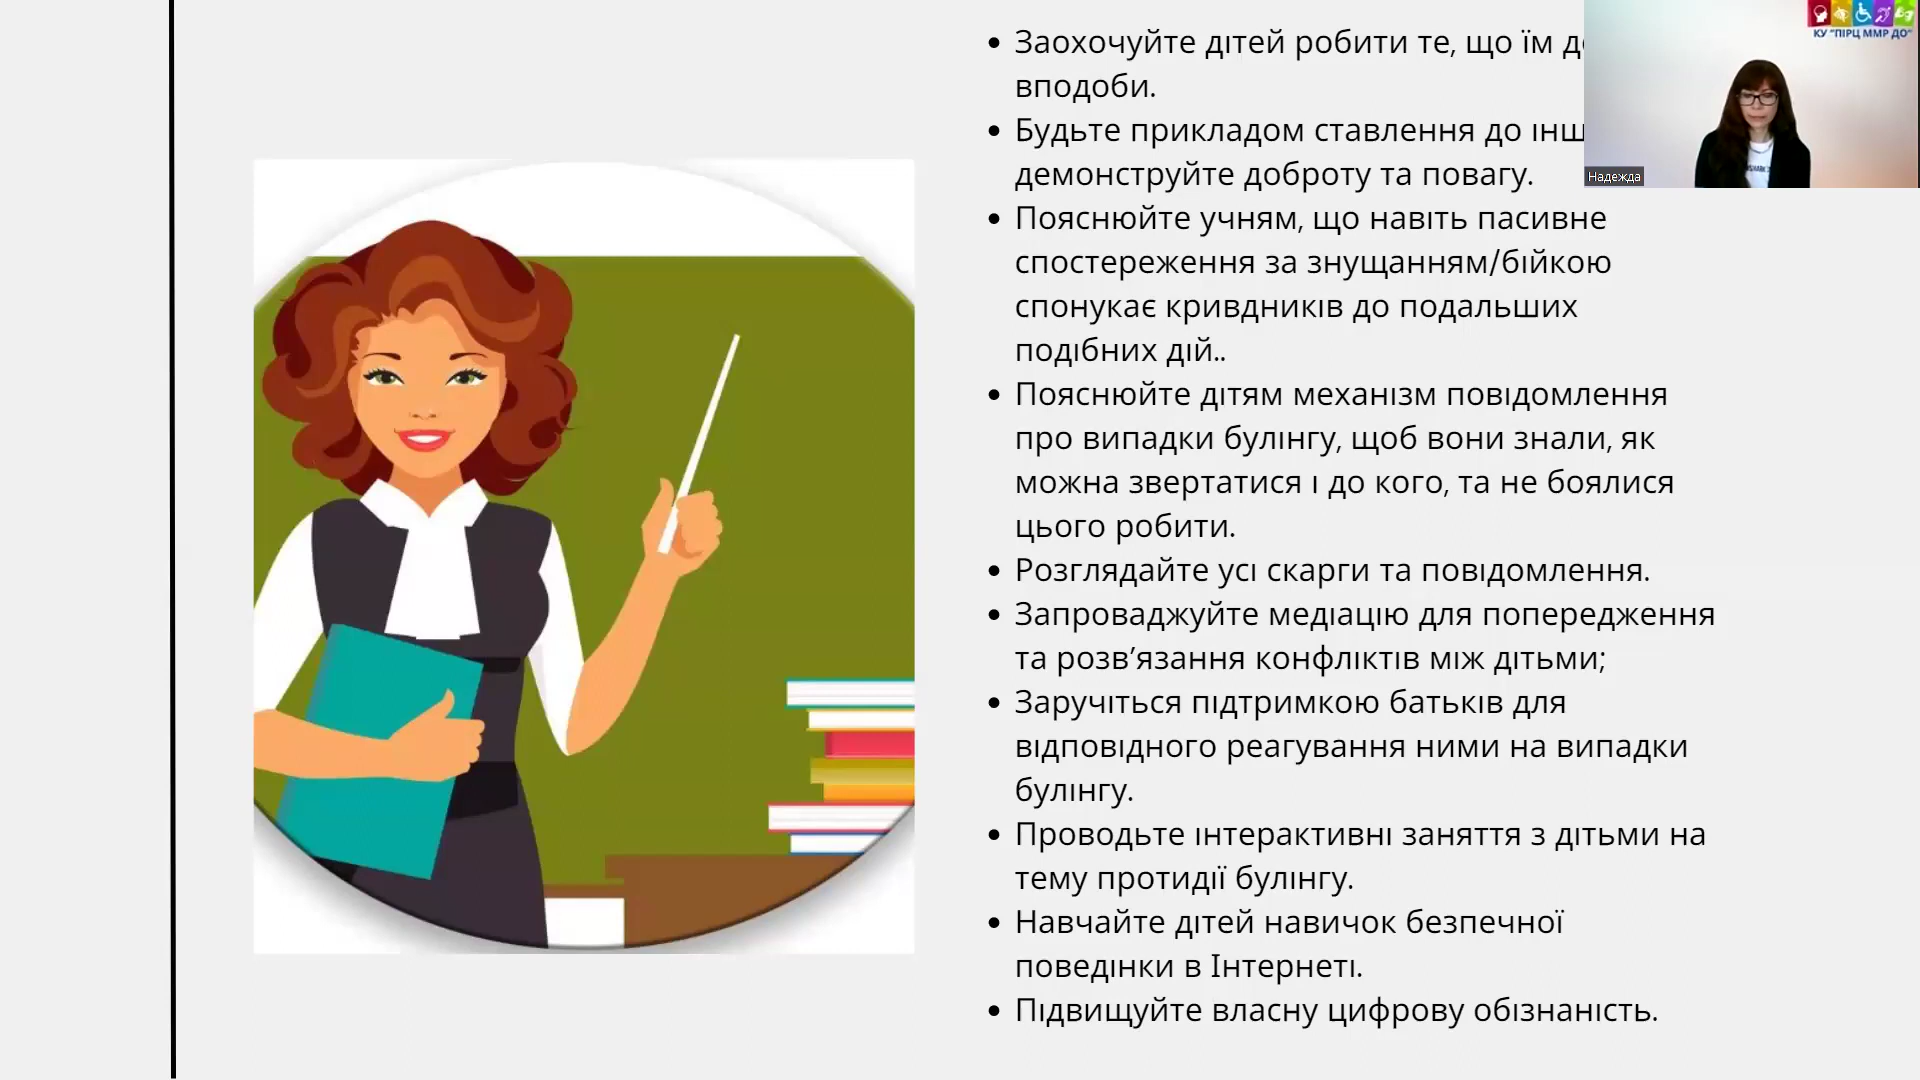 Заохочуйте дітей робити те, що їм
вподоби.
Будьте прикладом ставлення до
демонструйте доброту та повагу.
Пояснюйте учням, що навіть пасивне
спостереження за знущанням/бійкою
спонукає кривдників до подальших
подібних дій..
Пояснюйте дітям механізм повідомлення
про випадки булінгу, щоб вони знали, як
можна звертатися і до кого, та не боялися
цього робити.
Розглядайте усі скарги та повідомлення.
Запроваджуйте медіацію для попередження
та розв’язання конфліктів між дітьми;
Заручіться підтримкою батьків для
відповідного реагування ними на випадки
булінгу.
Проводьте інтерактивні заняття з дітьми на
тему протидії булінгу.
Навчайте дітей навичок безпечної
поведінки в Інтернеті.
Підвищуйте власну цифрову обізнаність.
КУ "ПІРЦ ММР ДО"
Надежда